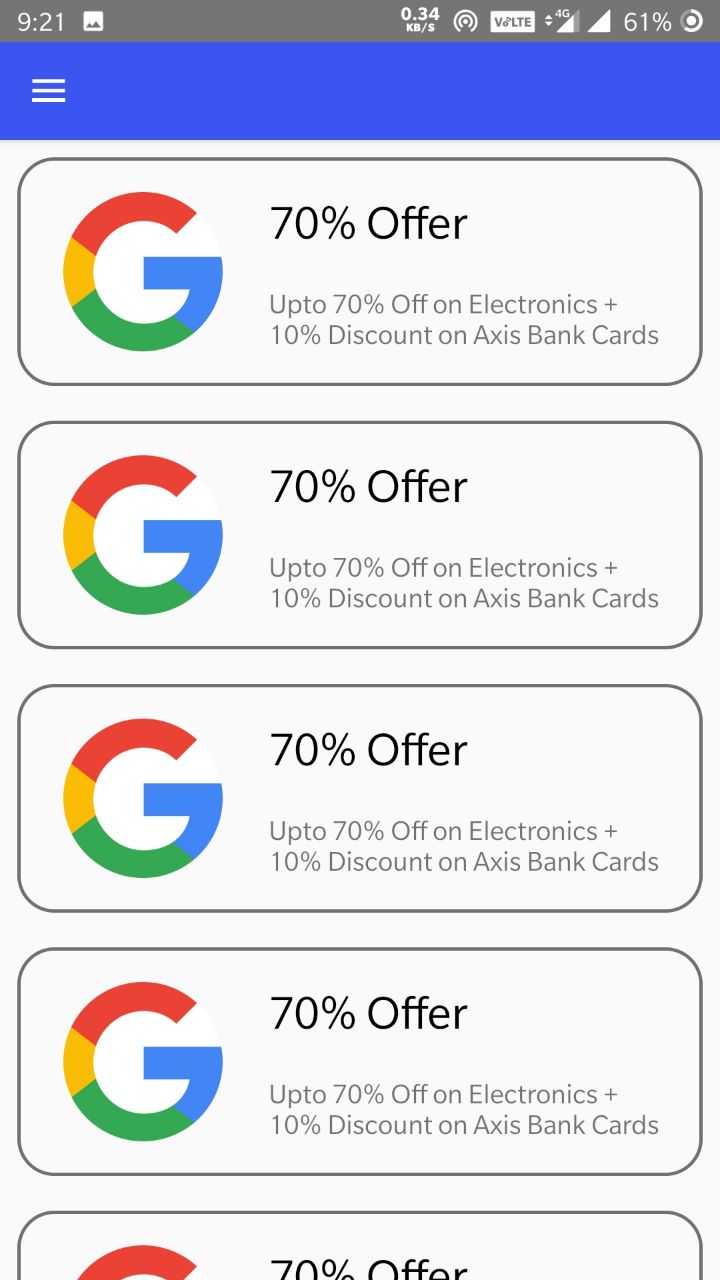 9:21 0.34 KB/S VoLTE 4G 61%
70% Offer
Upto 70% Off on Electronics +
10% Discount on Axis Bank Cards
70% Offer
Upto 70% Off on Electronics +
10% Discount on Axis Bank Cards
70% Offer
Upto 70% Off on Electronics +
10% Discount on Axis Bank Cards
70% Offer
Upto 70% Off on Electronics +
10% Discount on Axis Bank Cards
70% Offer